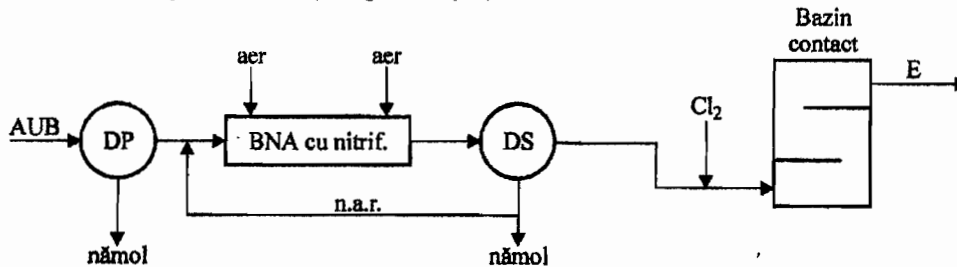 Bazin
contact
aer
aer
E
Cl₂
AUB
DP
BNA cu nitrif.
DS
n.a.r.
nămol
nămol